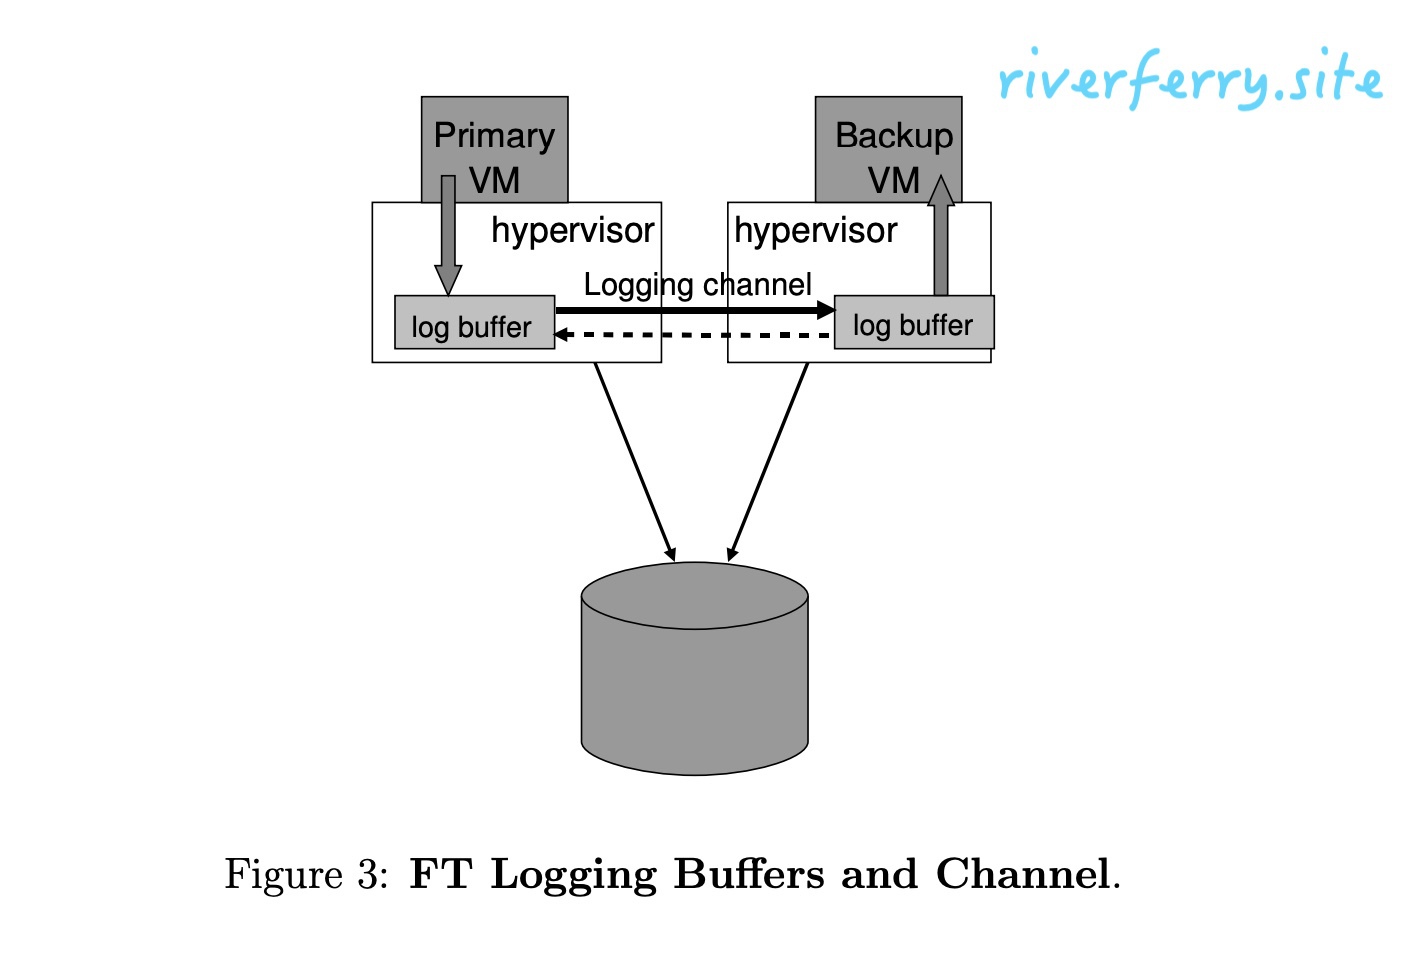 riverferry.site
Primary
VM
Backup
VM
hypervisor
hypervisor
Logging channel
log buffer
log buffer
Figure 3: FT Logging Buffers and Channel.